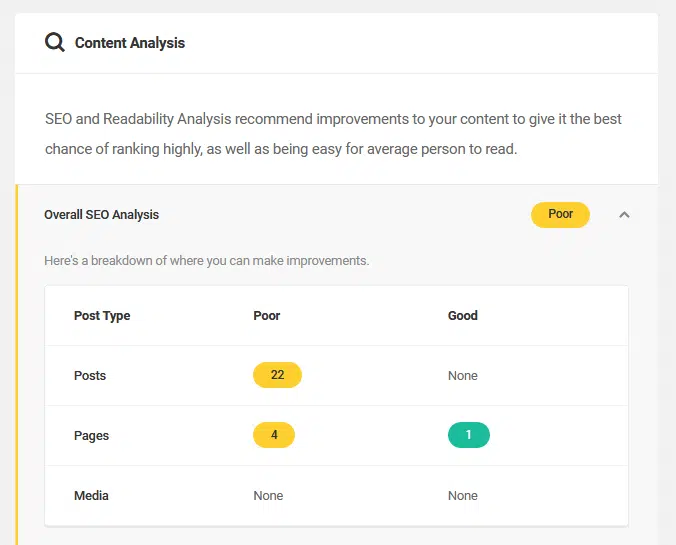 Content Analysis
SEO and Readability Analysis recommend improvements to your content to give it the best
chance of ranking highly, as well as being easy for average person to read.
Overall SEO Analysis Poor
Here's a breakdown of where you can make improvements.
Post Type Poor Good
Posts 22 None
Pages 4 1
Media None None